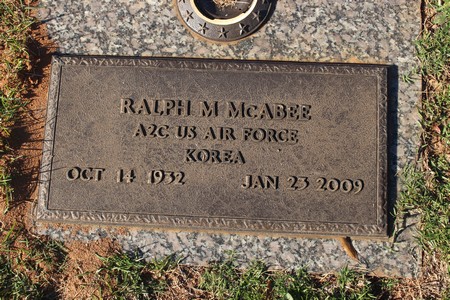 RALPH M McABEE
A2C US AIR FORCE
KOREA
OCT 14 1932 JAN 23 2009